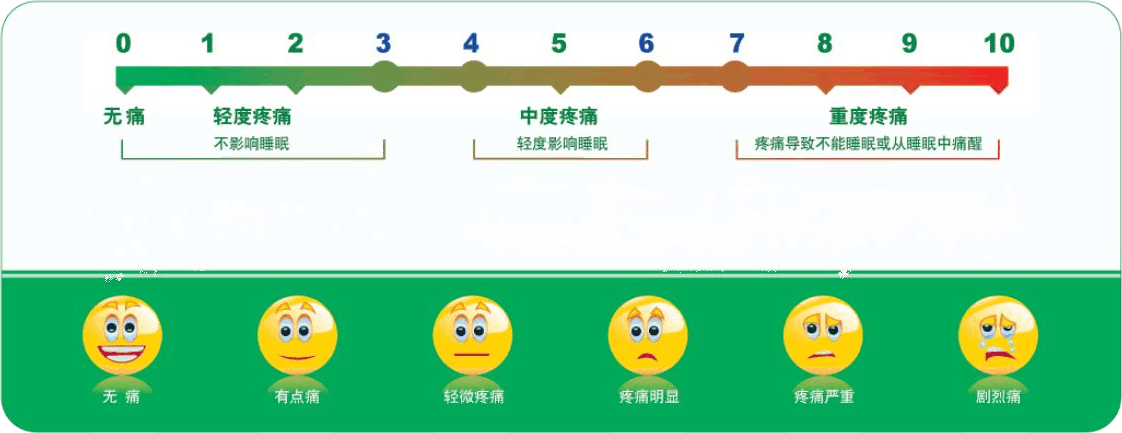 0 1 2 3 4 5 6 7 8 9 10
无痛 轻度疼痛 中度疼痛 重度疼痛
不影响睡眠 轻度影响睡眠 疼痛导致不能睡眠或从睡眠中痛醒
无痛 有点痛 轻微疼痛 疼痛明显 疼痛严重 剧烈痛